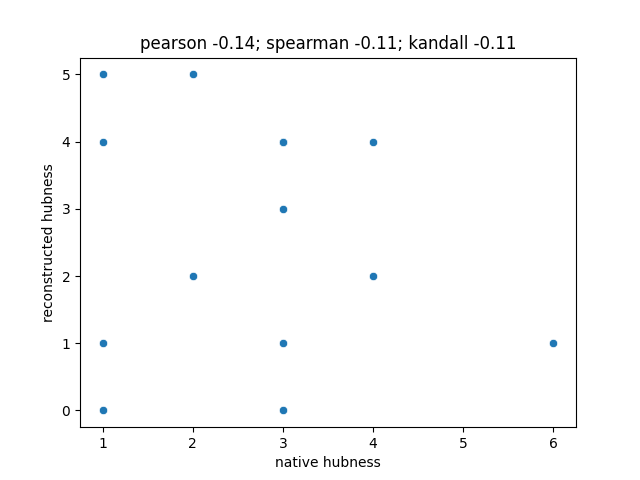 pearson -0.14; spearman -0.11; kandall -0.11
5
4
3
2
1
0
reconstructed hubness
1 2 3 4 5 6
native hubness